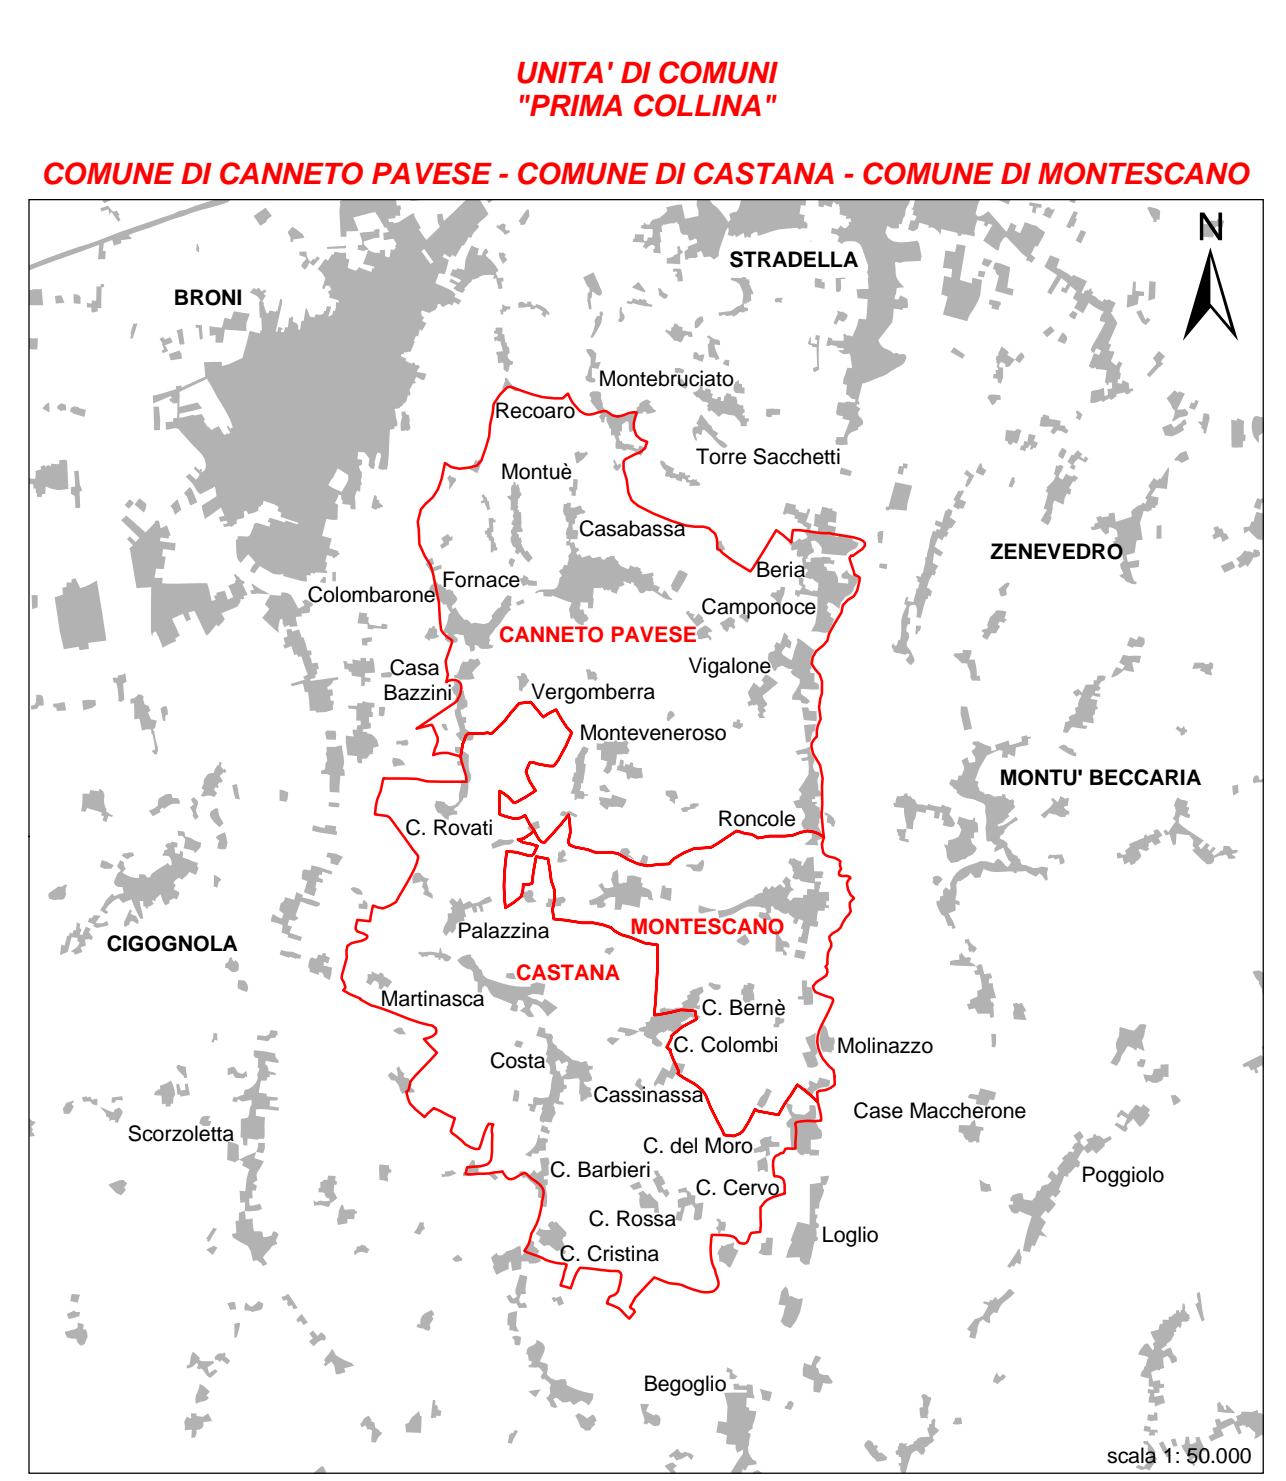 UNITA' DI COMUNI
"PRIMA COLLINA"
COMUNE DI CANNETO PAVESE - COMUNE DI CASTANA - COMUNE DI MONTESCANO
N
STRADELLA
BRONI
Montebruciato
Recoaro
Torre Sacchetti
Montuè
Casabassa
ZENEVEDRO
Beria
Fornace
Colombarone
Camponoce
CANNETO PAVESE
Vigalone
Casa
Bazzini
Vergomberra
Monteveneroso
MONTU' BECCARIA
Roncole
C. Rovati
MONTESCANO
Palazzina
CIGOGNOLA
CASTANA
Martinasca
C. Bernè
C. Colombi
Molinazzo
Costa
Cassinassa
Case Maccherone
Scorzoletta
C. del Moro
C. Barbieri
Poggiolo
C. Cervo
C. Rossa
Loglio
C. Cristina
Begoglio
scala 1: 50.000